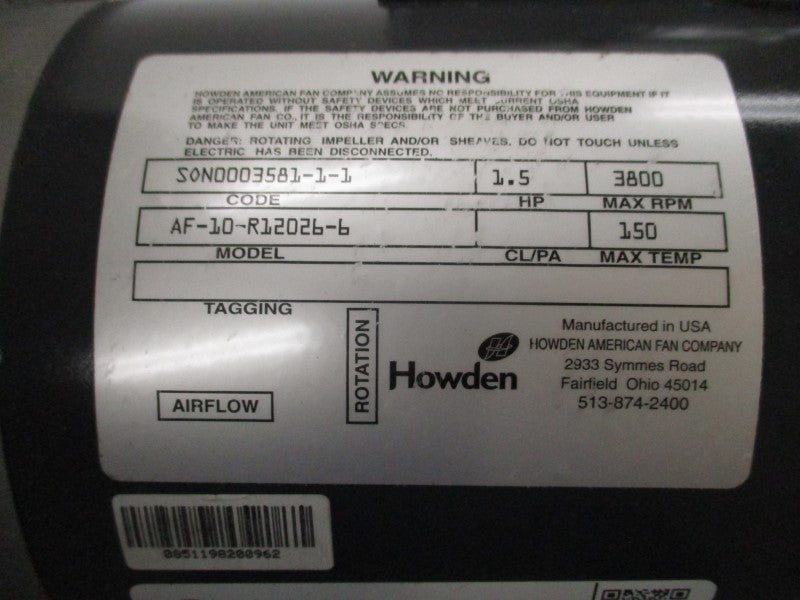 WARNING
HOWDEN AMERICAN FAN COMPANY ASSUMES NO RESPONSIBILITY FOR THIS EQUIPMENT IF IT
IS OPERATED WITHOUT SAFETY DEVICES WHICH MEET CURRENT OSHA
SPECIFICATIONS. IF THE SAFETY DEVICES ARE NOT PURCHASED FROM HOWDEN
AMERICAN FAN CO., IT IS THE RESPONSIBILITY OF THE BUYER AND/OR USER
TO MAKE THE UNIT MEET OSHA SPECS.
DANGER: ROTATING IMPELLER AND/OR SHEAVES. DO NOT TOUCH UNLESS
ELECTRIC HAS BEEN DISCONNECTED.
SON0003581-1-1 1.5 3800
CODE HP MAX RPM
AF-10-R12026-6 150
MODEL CL/PA MAX TEMP
TAGGING
AIRFLOW
ROTATION
Howden
Manufactured in USA
HOWDEN AMERICAN FAN COMPANY
2933 Symmes Road
Fairfield Ohio 45014
513-874-2400
0851198200962